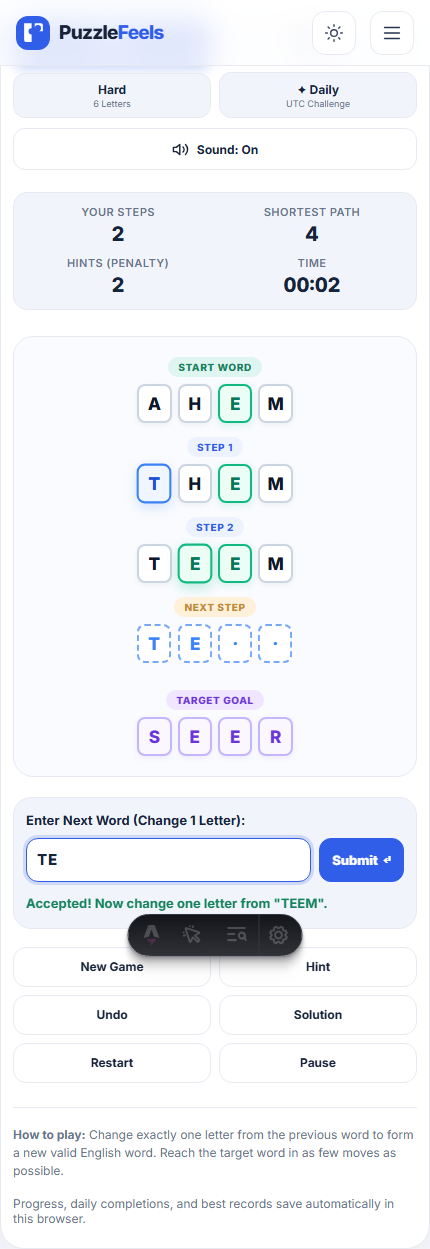 PuzzleFeels
Hard
6 Letters
✦ Daily
UTC Challenge
Sound: On
YOUR STEPS
2
SHORTEST PATH
4
HINTS (PENALTY)
2
TIME
00:02
START WORD
A H E M
STEP 1
T H E M
STEP 2
T E E M
NEXT STEP
T E · ·
TARGET GOAL
S E E R
Enter Next Word (Change 1 Letter):
TE
Submit ⏎
Accepted! Now change one letter from "TEEM".
New Game
Hint
Undo
Solution
Restart
Pause
How to play: Change exactly one letter from the previous word to form
a new valid English word. Reach the target word in as few moves as
possible.
Progress, daily completions, and best records save automatically in
this browser.